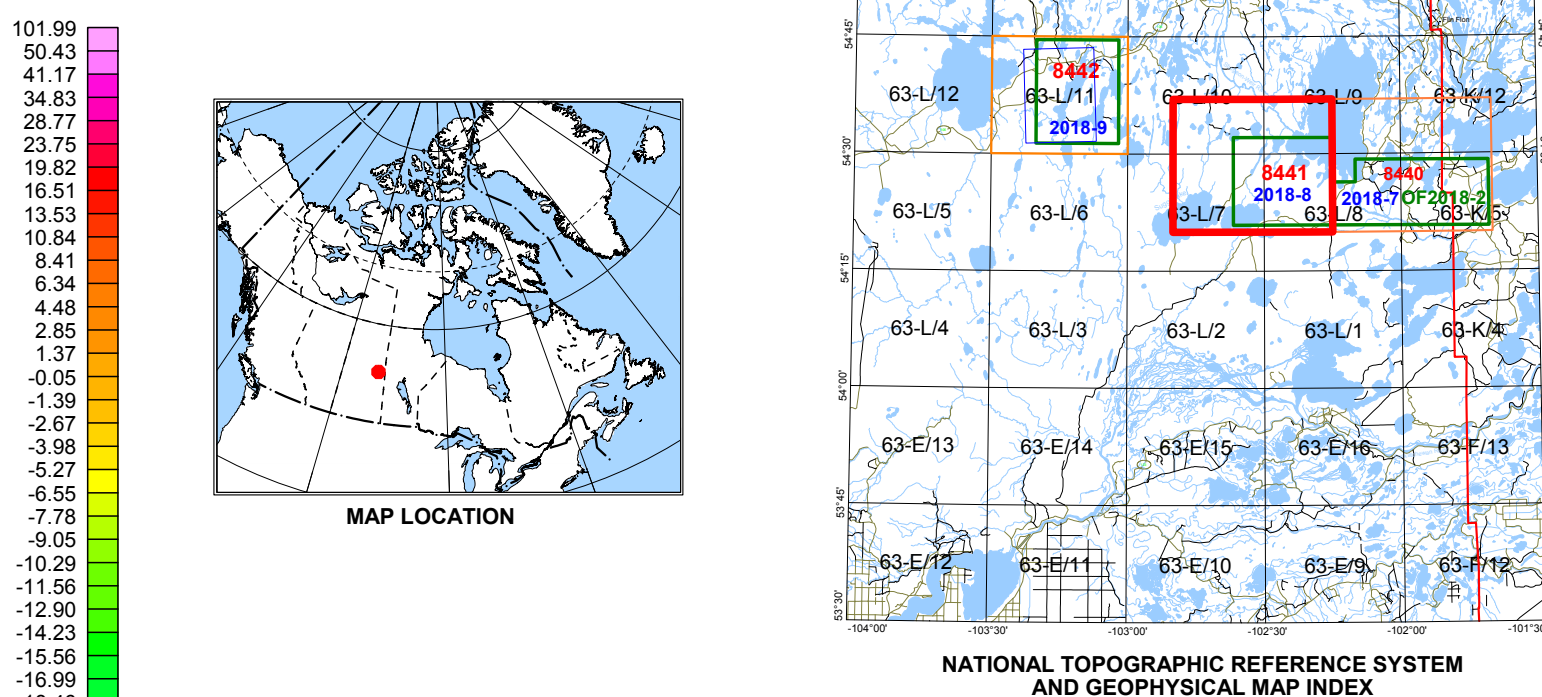 101.99
50.43
41.17
34.83
28.77
23.75
19.82
16.51
13.53
10.84
8.41
6.34
4.48
2.85
1.37
-0.05
-1.39
-2.67
-3.98
-5.27
-6.55
-7.78
-9.05
-10.29
-11.56
-12.90
-14.23
-15.56
-16.99
MAP LOCATION
Flin Flon
54°45'
54°30'
54°15'
54°00'
53°45'
53°30'
63-L/12
63-L/11
63-L/10
63-L/9
63-K/12
8442
2018-9
8441
2018-8
8440
2018-7
OF2018-2
63-L/5
63-L/6
63-L/7
63-L/8
63-K/5
63-L/4
63-L/3
63-L/2
63-L/1
63-K/4
63-E/13
63-E/14
63-E/15
63-E/16
63-F/13
63-E/12
63-E/11
63-E/10
63-E/9
63-F/12
-104°00'
-103°30'
-103°00'
-102°30'
-102°00'
-101°30
NATIONAL TOPOGRAPHIC REFERENCE SYSTEM
AND GEOPHYSICAL MAP INDEX